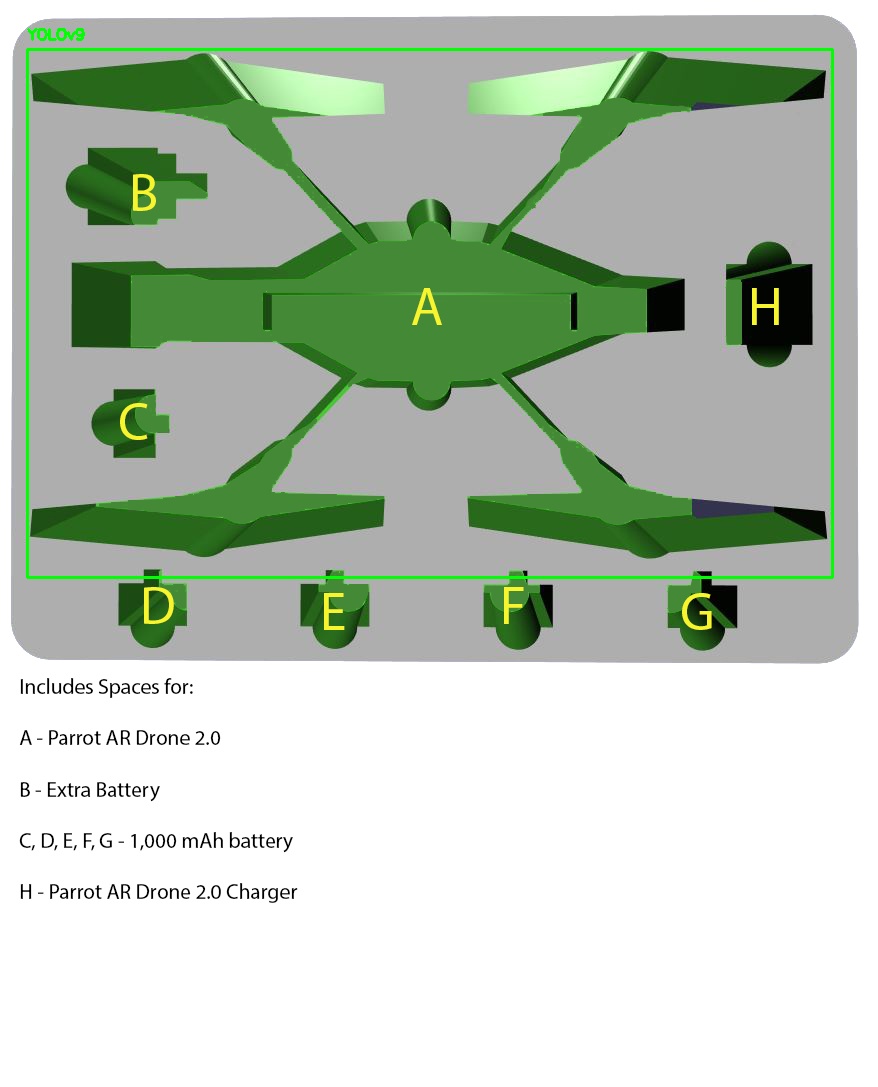 YOLOv9
B
A
H
C
D
E
F
G
Includes Spaces for:
A - Parrot AR Drone 2.0
B - Extra Battery
C, D, E, F, G - 1,000 mAh battery
H - Parrot AR Drone 2.0 Charger